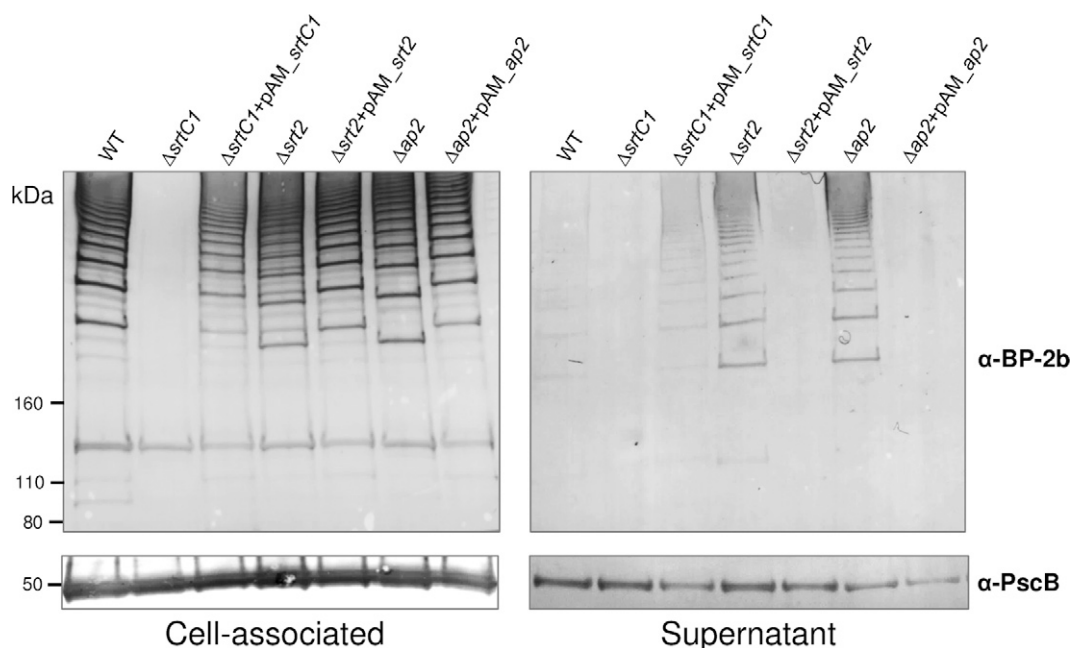 WT ΔsrtC1 ΔsrtC1+pAM_srtC1 Δsrt2 Δsrt2+pAM_srt2 Δap2 Δap2+pAM_ap2
WT ΔsrtC1 ΔsrtC1+pAM_srtC1 Δsrt2 Δsrt2+pAM_srt2 Δap2 Δap2+pAM_ap2
kDa
α-BP-2b
160
110
80
50
α-PscB
Cell-associated
Supernatant